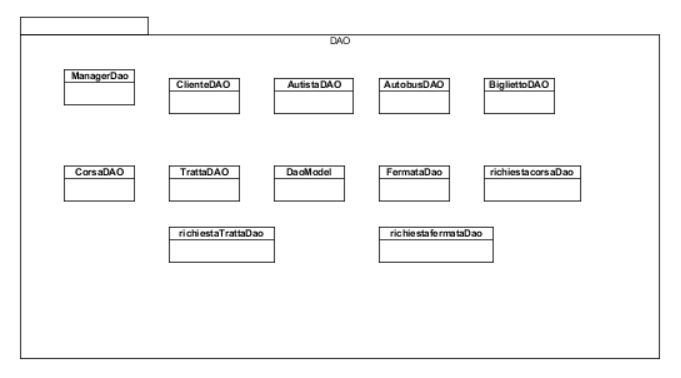 DAO
ManagerDao
ClienteDAO
AutistaDAO
AutobusDAO
BigliettoDAO
CorsaDAO
TrattaDAO
DaoModel
FermataDao
richiestacorsaDao
richiestaTrattaDao
richiestafermataDao